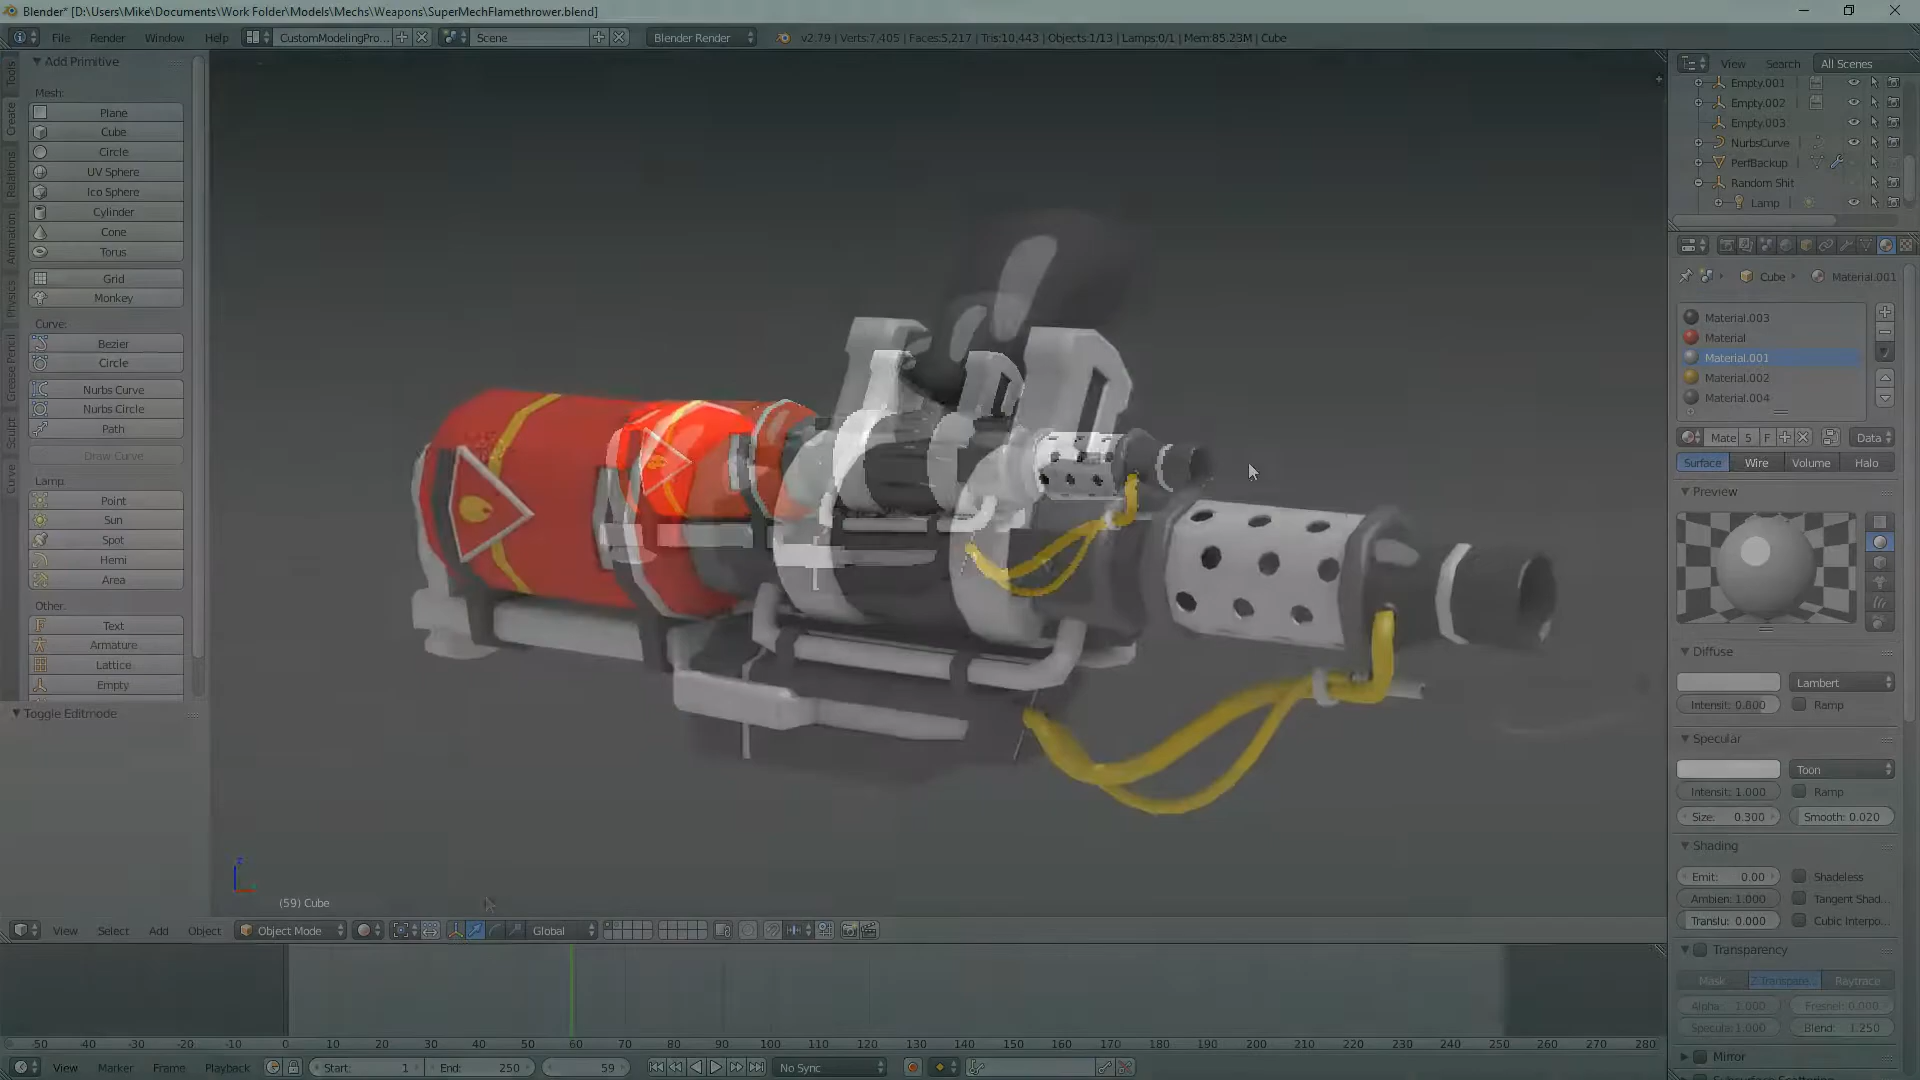 Blender* [D:\Users\Mike\Documents\Work Folder\Models\Mechs\Weapons\SuperMechFlamethrower.blend]
File Render Window Help CustomModelingPro... Scene Blender Render v2.79 | Verts:7,405 | Faces:5,217 | Tris:10,443 | Objects:1/13 | Lamps:0/1 | Mem:85.23M | Cube
Tools
Create
Relations
Animation
Physics
Grease Pencil
Sculpt
Curve
Add Primitive
Mesh:
Plane
Cube
Circle
UV Sphere
Ico Sphere
Cylinder
Cone
Torus
Grid
Monkey
Curve:
Bezier
Circle
Nurbs Curve
Nurbs Circle
Path
Draw Curve
Lamp:
Point
Sun
Spot
Hemi
Area
Other:
Text
Armature
Lattice
Empty
Toggle Editmode
z
(59) Cube
View Select Add Object Object Mode Global
-50 -40 -30 -20 -10 0 10 20 30 40 50 60 70 80 90 100 110 120 130 140 150 160 170 180 190 200 210 220 230 240 250 260 270 280
View Marker Frame Playback Start: 1 End: 250 59 No Sync
View Search All Scenes
Empty.001
Empty.002
Empty.003
NurbsCurve
PerfBackup
Random Shit
Lamp
Cube Material.001
Material.003
Material
Material.001
Material.002
Material.004
Mate 5 F Data
Surface Wire Volume Halo
Preview
Diffuse
Lambert
Intensit: 0.800 Ramp
Specular
Toon
Intensit: 1.000 Ramp
Size: 0.300 Smooth: 0.020
Shading
Emit: 0.00 Shadeless
Ambien: 1.000 Tangent Shad...
Translu: 0.000 Cubic Interpo...
Transparency
Mask Z Transpare... Raytrace
Alpha: 1.000 Fresnel: 0.000
Specula: 1.000 Blend: 1.250
Mirror